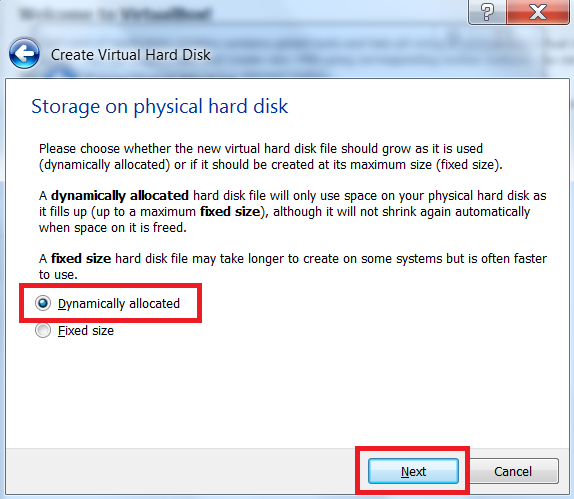 Welcome to VirtualBox!
Create Virtual Hard Disk
Storage on physical hard disk
Please choose whether the new virtual hard disk file should grow as it is used
(dynamically allocated) or if it should be created at its maximum size (fixed size).
A dynamically allocated hard disk file will only use space on your physical hard disk as
it fills up (up to a maximum fixed size), although it will not shrink again automatically
when space on it is freed.
A fixed size hard disk file may take longer to create on some systems but is often faster
to use.
Dynamically allocated
Fixed size
Next
Cancel